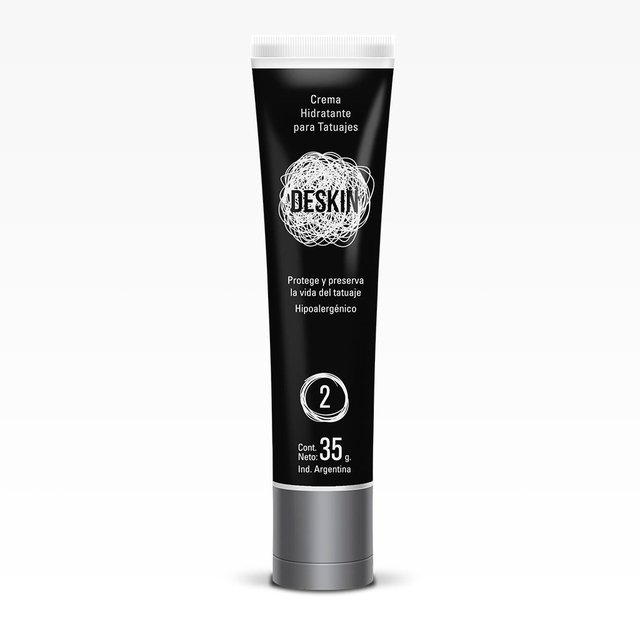 Crema
Hidratante
para Tatuajes
DESKIN
Protege y preserva
la vida del tatuaje
Hipoalergénico
2
Cont.
Neto: 35 g.
Ind. Argentina